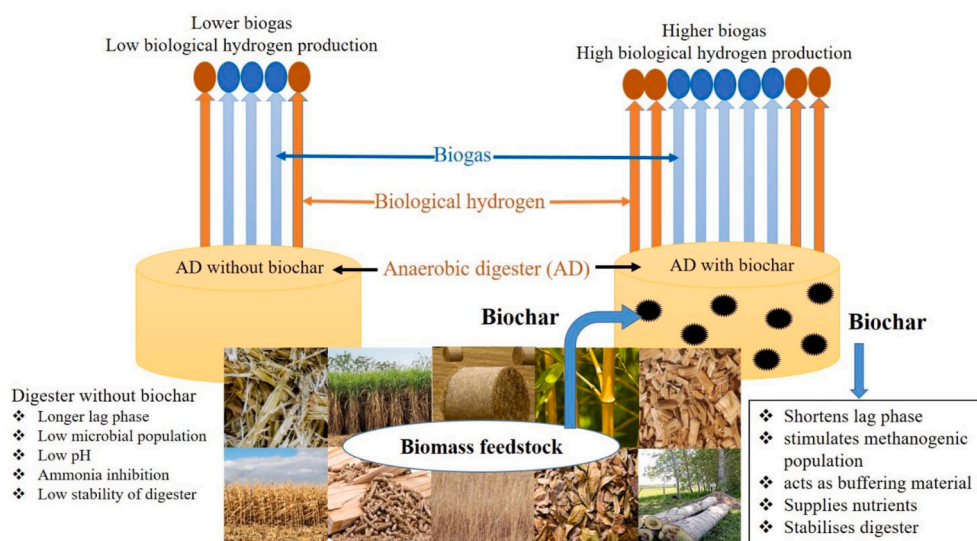 Lower biogas
Low biological hydrogen production
Higher biogas
High biological hydrogen production
Biogas
Biological hydrogen
AD without biochar
Anaerobic digester (AD)
AD with biochar
Biochar
Biochar
Digester without biochar
❖ Longer lag phase
❖ Low microbial population
❖ Low pH
❖ Ammonia inhibition
❖ Low stability of digester
Biomass feedstock
❖ Shortens lag phase
❖ stimulates methanogenic
population
❖ acts as buffering material
❖ Supplies nutrients
❖ Stabilises digester